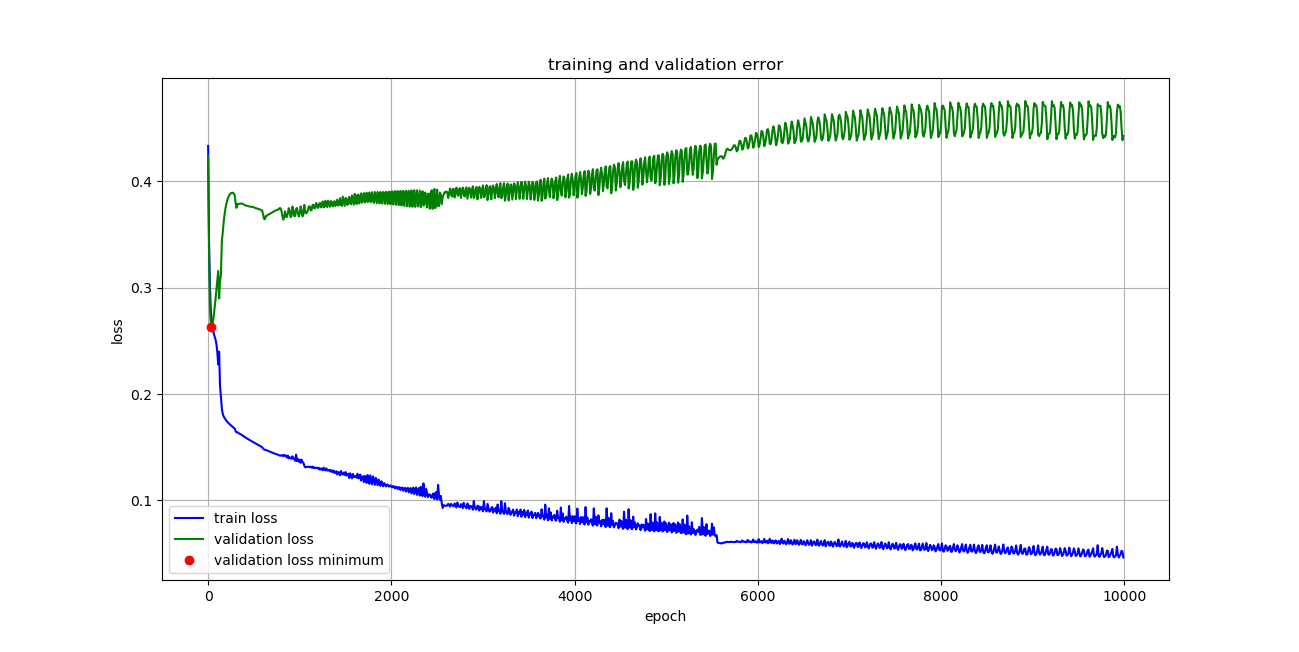 training and validation error
loss
0.4
0.3
0.2
0.1
train loss
validation loss
validation loss minimum
0
2000
4000
6000
8000
10000
epoch